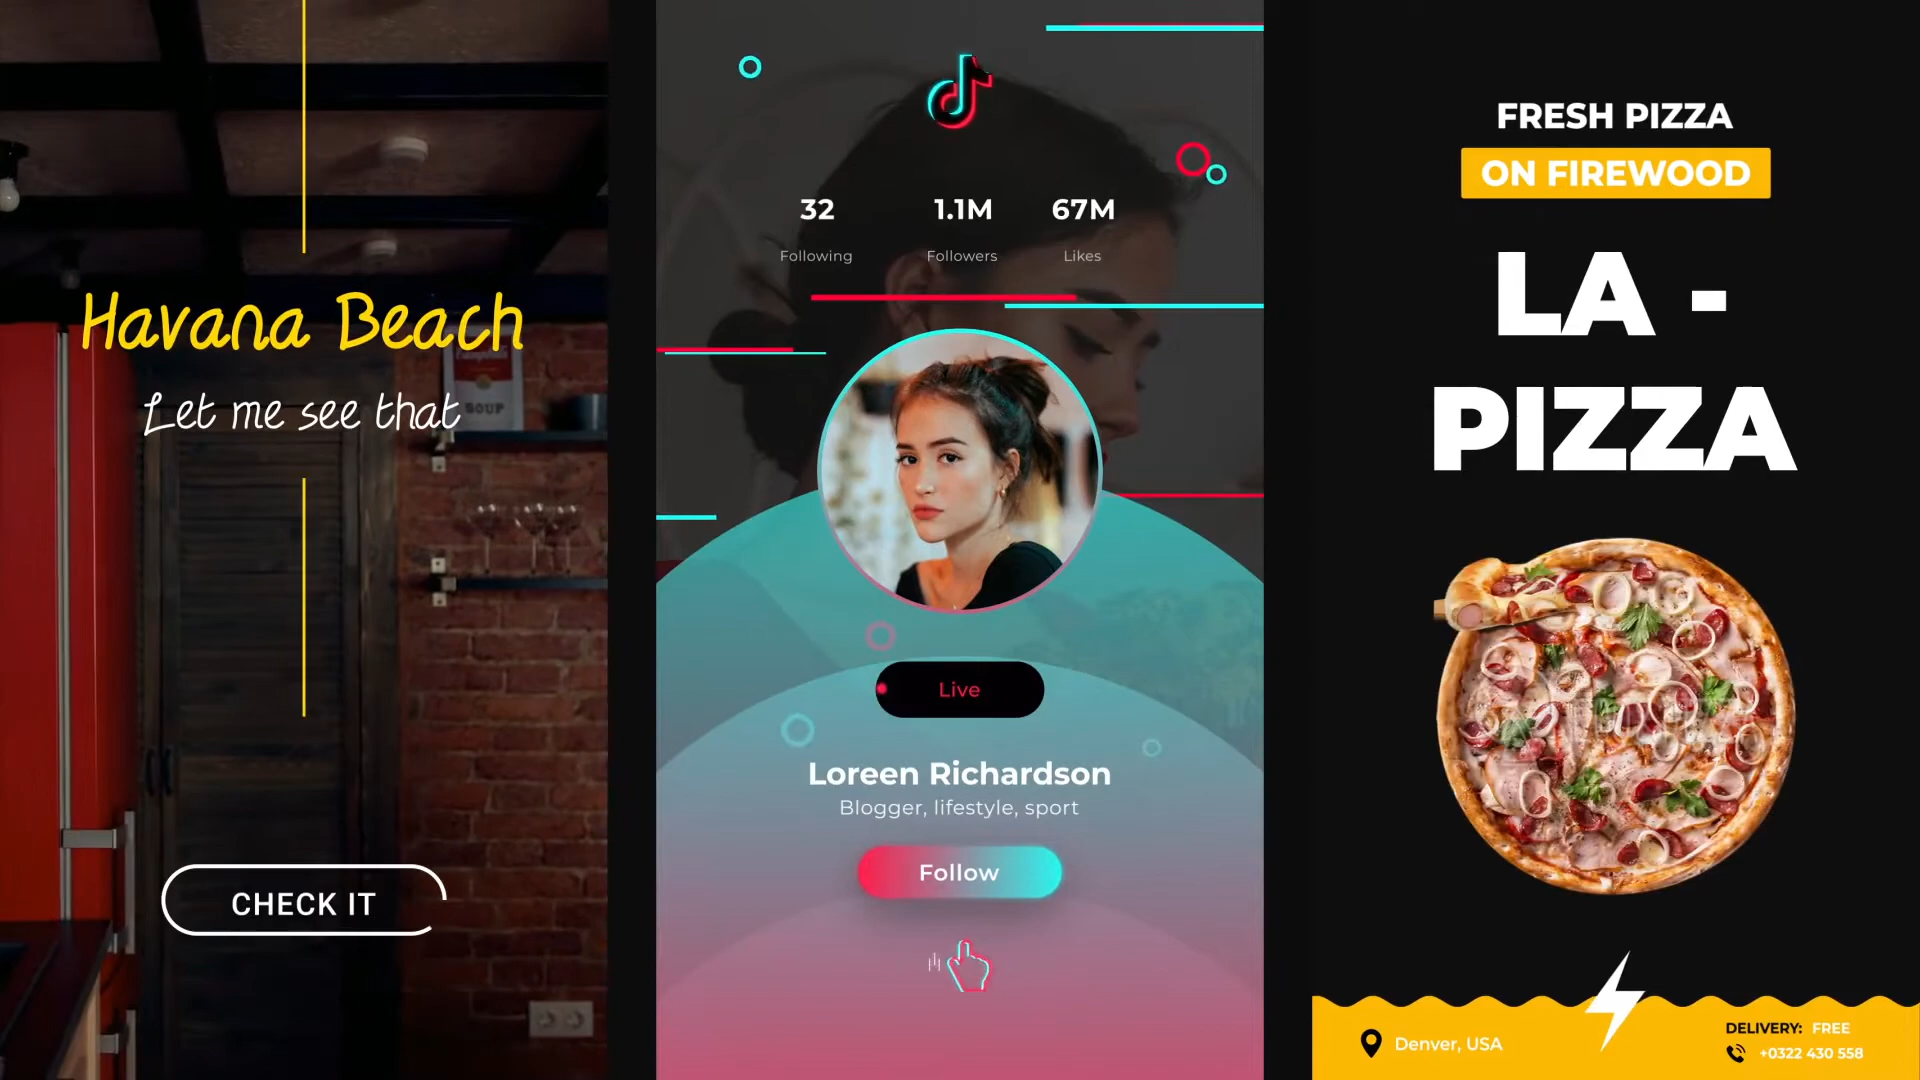 Havana Beach
Let me see that
SOUP
CHECK IT
32
Following
1.1M
Followers
67M
Likes
Live
Loreen Richardson
Blogger, lifestyle, sport
Follow
FRESH PIZZA
ON FIREWOOD
LA -
PIZZA
Denver, USA
DELIVERY: FREE
+0322 430 558